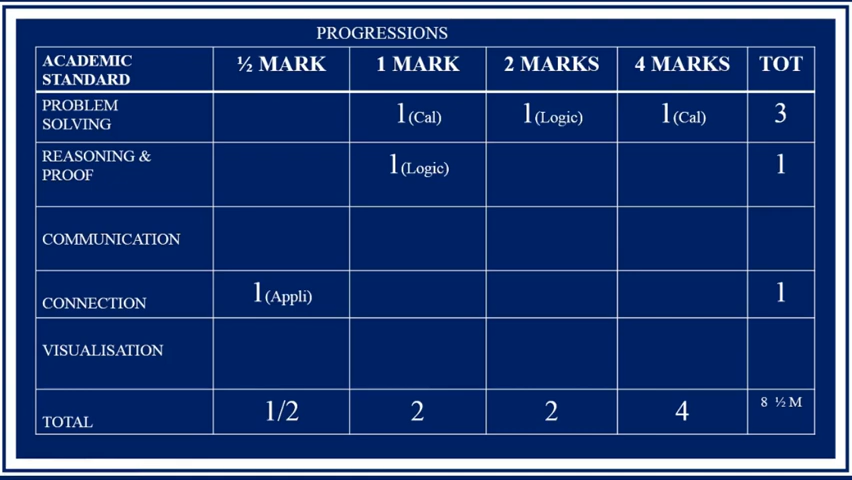 PROGRESSIONS
ACADEMIC STANDARD ½ MARK 1 MARK 2 MARKS 4 MARKS TOT
PROBLEM SOLVING 1(Cal) 1(Logic) 1(Cal) 3
REASONING & PROOF 1(Logic) 1
COMMUNICATION
CONNECTION 1(Appli) 1
VISUALISATION
TOTAL 1/2 2 2 4 8 ½ M